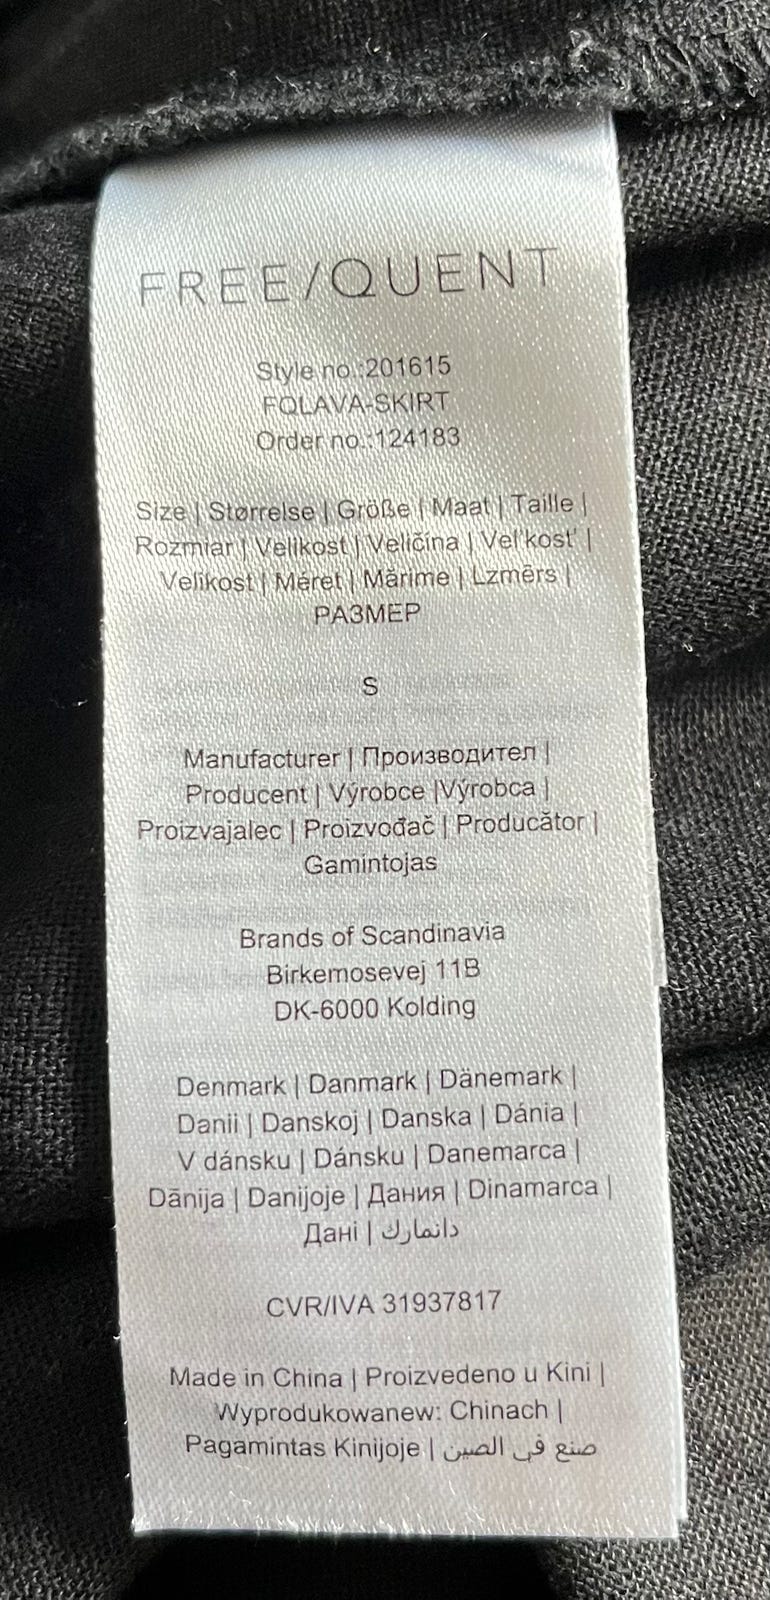 FREE/QUENT
Style no.:201615
FQLAVA-SKIRT
Order no.:124183
Size | Størrelse | Größe | Maat | Taille |
Rozmiar | Velikost | Veličina | Veľkosť |
Velikost | Méret | Mărime | Lzmērs |
РАЗМЕР
S
Manufacturer | Производител |
Producent | Výrobce |Výrobca |
Proizvajalec | Proizvođač | Producător |
Gamintojas
Brands of Scandinavia
Birkemosevej 11B
DK-6000 Kolding
Denmark | Danmark | Dänemark |
Danii | Danskoj | Danska | Dánia |
V dánsku | Dánsku | Danemarca |
Dānija | Danijoje | Дания | Dinamarca |
Дані | دانمارك
CVR/IVA 31937817
Made in China | Proizvedeno u Kini |
Wyprodukowanew: Chinach |
Pagamintas Kinijoje | صنع في الصين